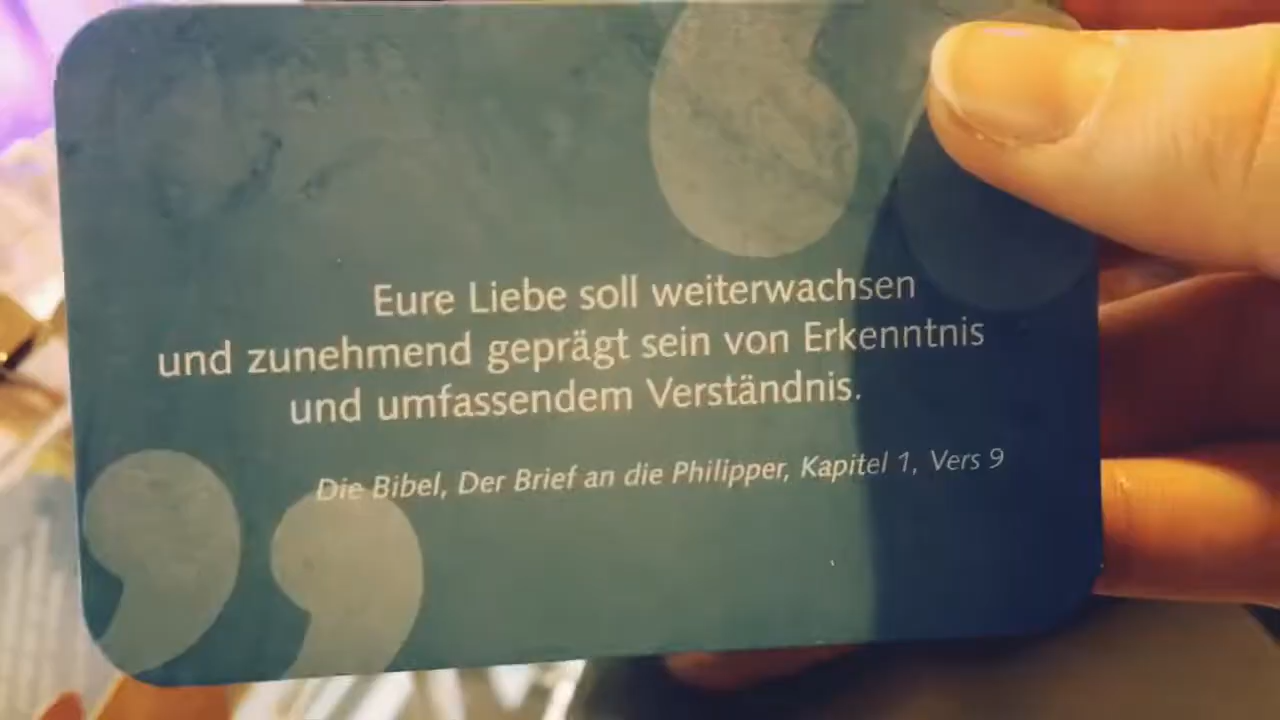 Eure Liebe soll weiterwachsen
und zunehmend geprägt sein von Erkenntnis
und umfassendem Verständnis.
Die Bibel, Der Brief an die Philipper, Kapitel 1, Vers 9